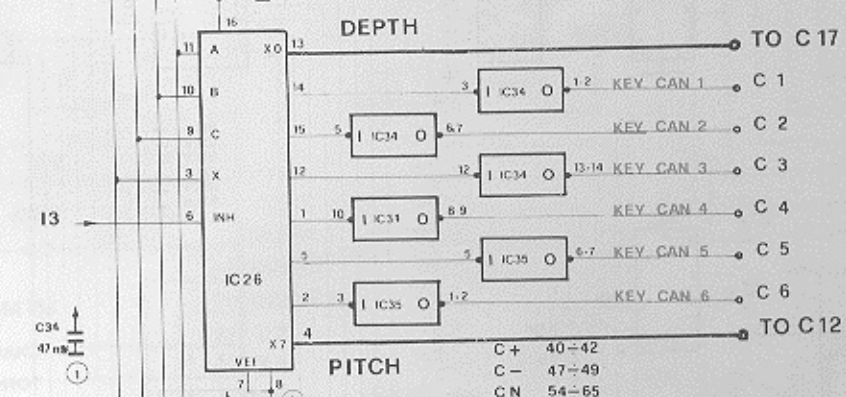 16
DEPTH
11 A X0 13 TO C 17
10 B 14 3 I IC34 O 1-2 KEY CAN 1 C 1
9 C 15 5 I IC34 O 6,7 KEY CAN 2 C 2
3 X 12 12 I IC34 O 13-14 KEY CAN 3 C 3
I3 6 INH 1 10 I O 8 9 KEY CAN 4 C 4
5 5 I IC35 O 6-7 KEY CAN 5 C 5
IC26
2 3 I IC35 O 1-2 KEY CAN 6 C 6
C34
47n
X7 4 TO C 12
1
VEE
PITCH
C + 40÷42
7 8
C – 47÷49
CN 54÷65